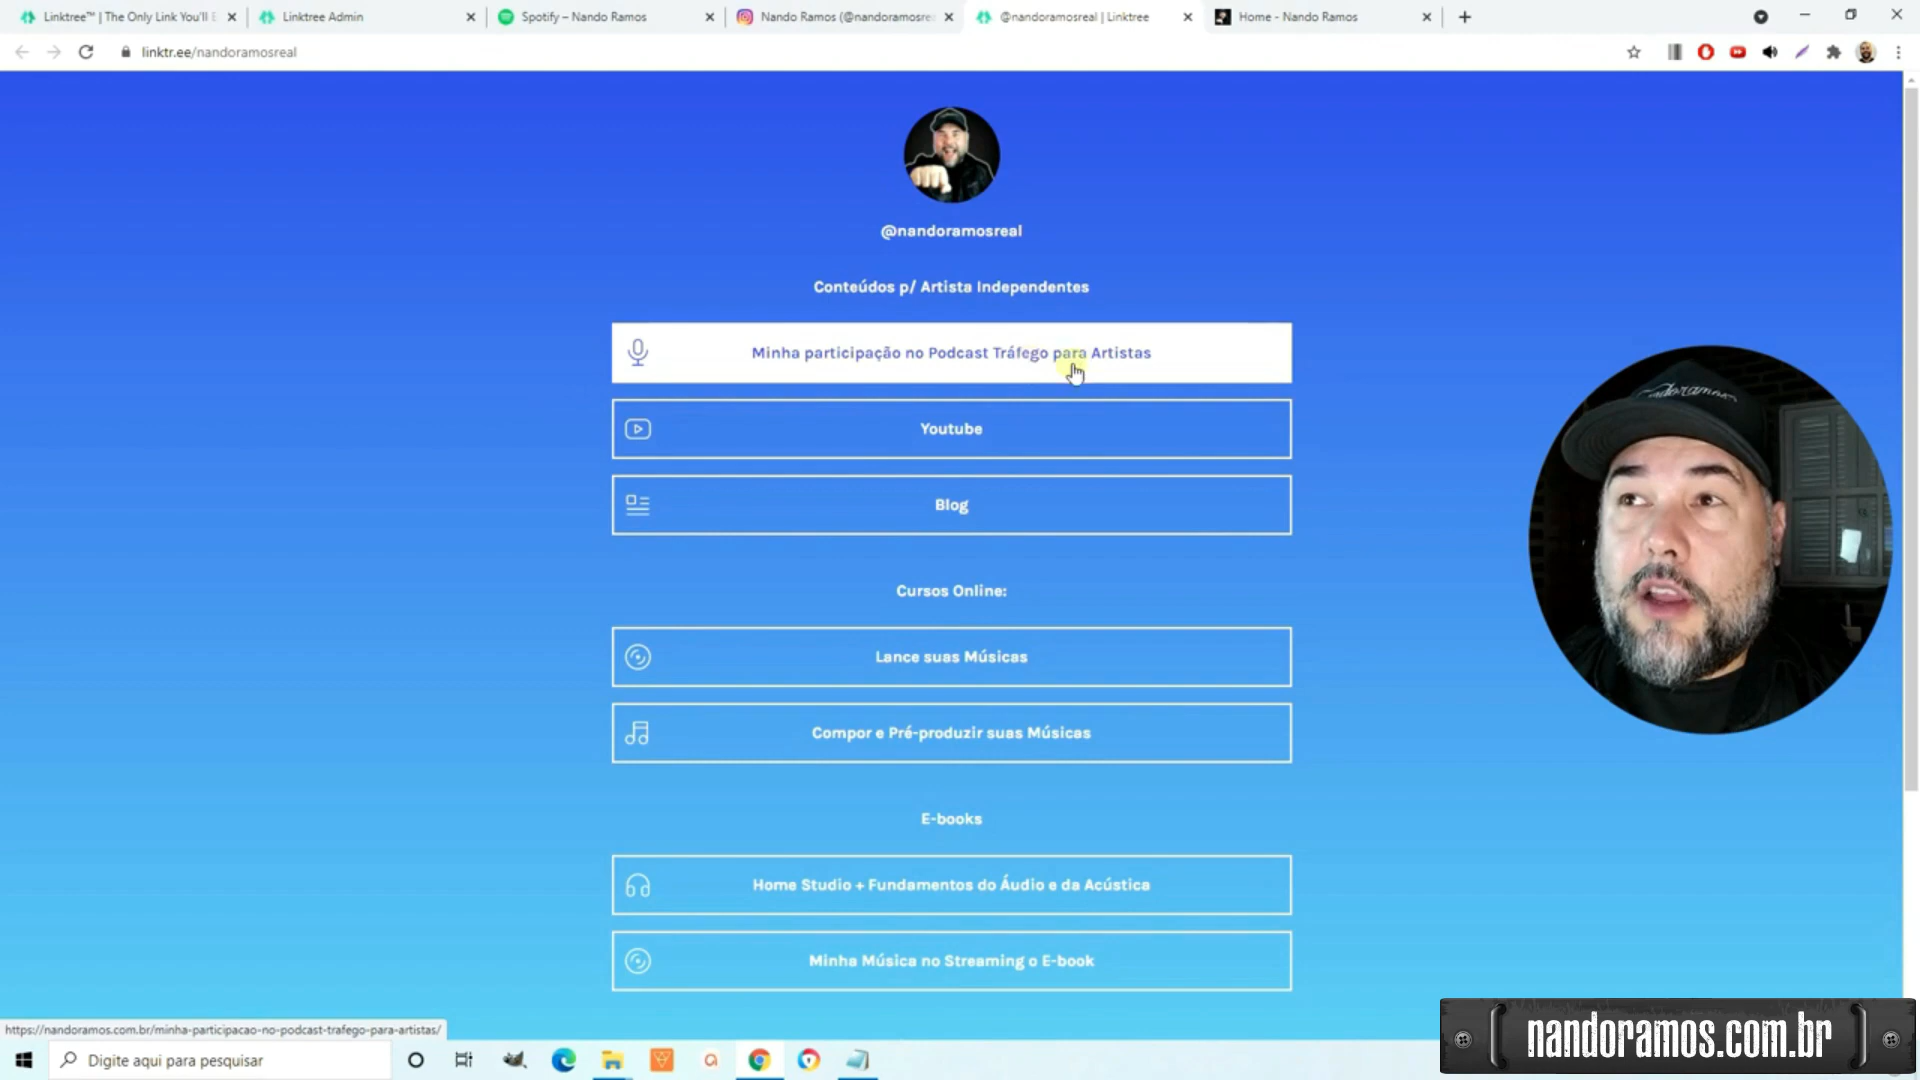 Linktree™ | The Only Link You'll E
Linktree Admin
Spotify – Nando Ramos
Nando Ramos (@nandoramosre
@nandoramosreal | Linktree
Home - Nando Ramos
linktr.ee/nandoramosreal
@nandoramosreal
Conteúdos p/ Artista Independentes
Minha participação no Podcast Tráfego para Artistas
Youtube
Blog
Cursos Online:
Lance suas Músicas
Compor e Pré-produzir suas Músicas
E-books
Home Studio + Fundamentos do Áudio e da Acústica
Minha Música no Streaming o E-book
https://nandoramos.com.br/minha-participacao-no-podcast-trafego-para-artistas/
Digite aqui para pesquisar
nandoramos.com.br